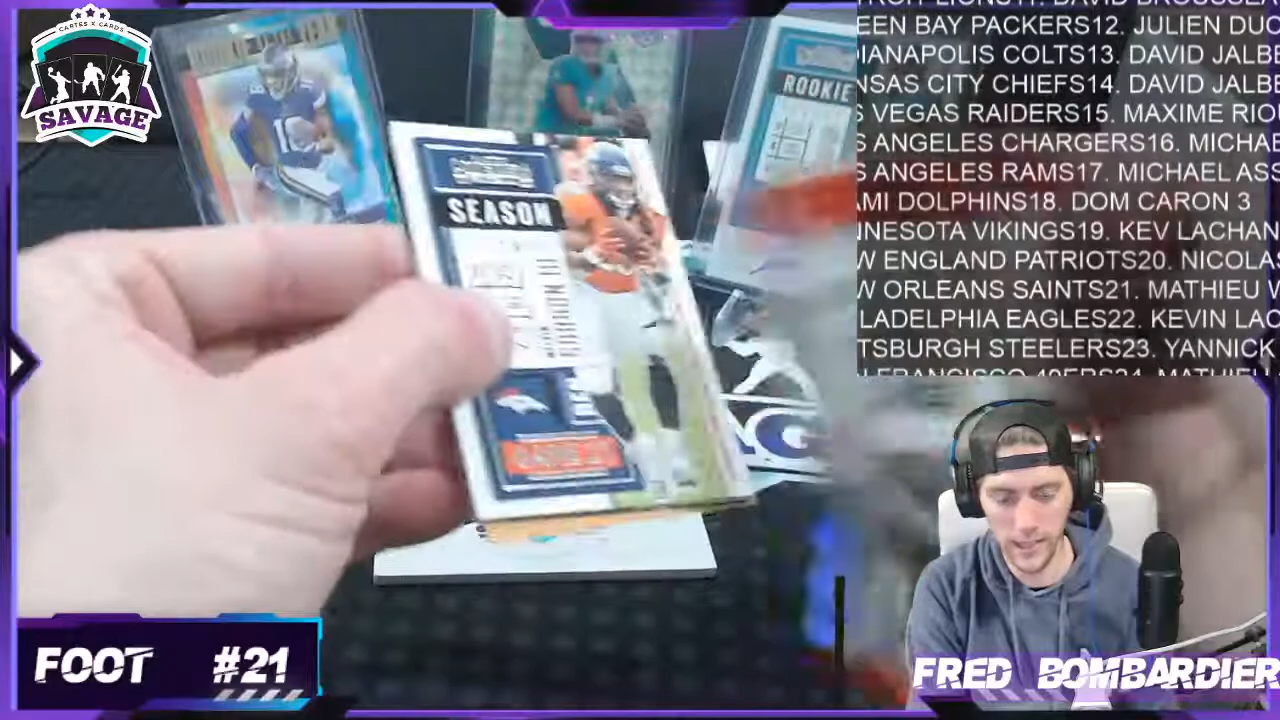 CARTES X CARDS
SAVAGE
ROOKIE
SEASON
FOOT #21
EEN BAY PACKERS12. JULIEN DUC
DIANAPOLIS COLTS13. DAVID JALBE
NSAS CITY CHIEFS14. DAVID JALBE
S VEGAS RAIDERS15. MAXIME RIO
S ANGELES CHARGERS16. MICHAE
S ANGELES RAMS17. MICHAEL ASS
AMI DOLPHINS18. DOM CARON 3
NNESOTA VIKINGS19. KEV LACHAN
W ENGLAND PATRIOTS20. NICOLAS
W ORLEANS SAINTS21. MATHIEU W
LADELPHIA EAGLES22. KEVIN LAC
TSBURGH STEELERS23. YANNICK
FRED BOMBARDIER